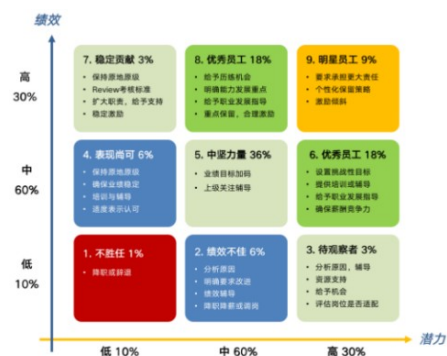 绩效
高
30%
7. 稳定贡献 3%
• 保持原地原级
• Review考核标准
• 扩大职责，给予支持
• 稳定激励
8. 优秀员工 18%
• 给予历练机会
• 明确能力发展重点
• 给予职业发展指导
• 重点保留，合理激励
9. 明星员工 9%
• 要求承担更大责任
• 个性化保留策略
• 激励倾斜
中
60%
4. 表现尚可 6%
• 保持原地原级
• 确保业绩稳定
• 培训与辅导
• 适度表示认可
5. 中坚力量 36%
• 业绩目标加码
• 上级关注辅导
6. 优秀员工 18%
• 设置挑战性目标
• 提供培训或辅导
• 给予职业发展指导
• 确保薪酬竞争力
低
10%
1. 不胜任 1%
• 降职或辞退
2. 绩效不佳 6%
• 分析原因
• 明确要求改进
• 绩效辅导
• 降职降薪或调岗
3. 待观察者 3%
• 分析原因，辅导
• 资源支持
• 给予机会
• 评估岗位是否适配
低 10%
中 60%
高 30%
潜力